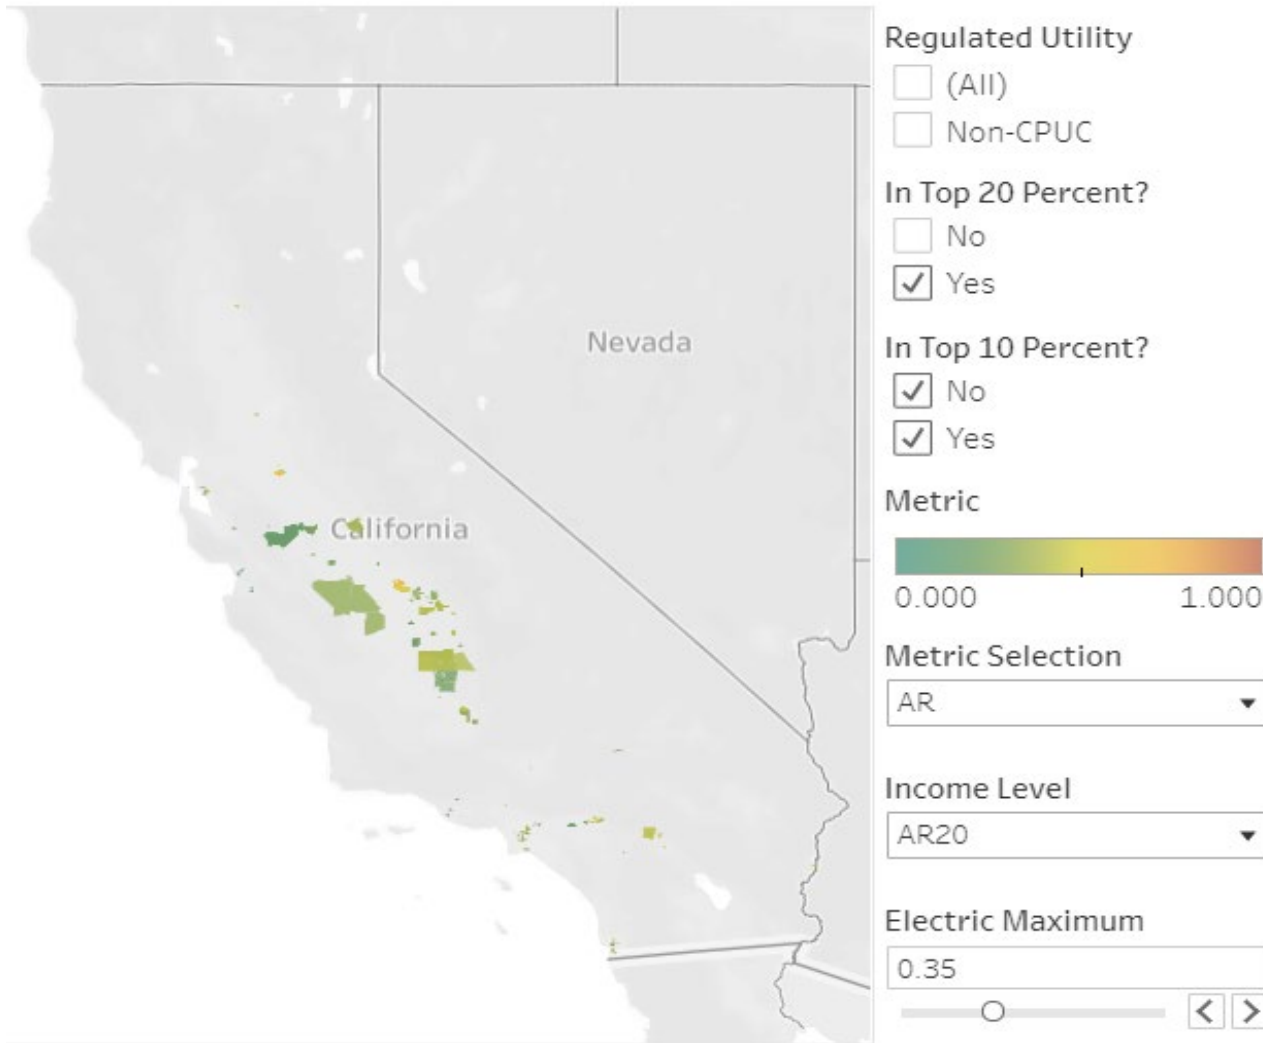 Nevada
California
Regulated Utility
(All)
Non-CPUC
In Top 20 Percent?
No
Yes
In Top 10 Percent?
No
Yes
Metric
0.000 1.000
Metric Selection
AR
Income Level
AR20
Electric Maximum
0.35